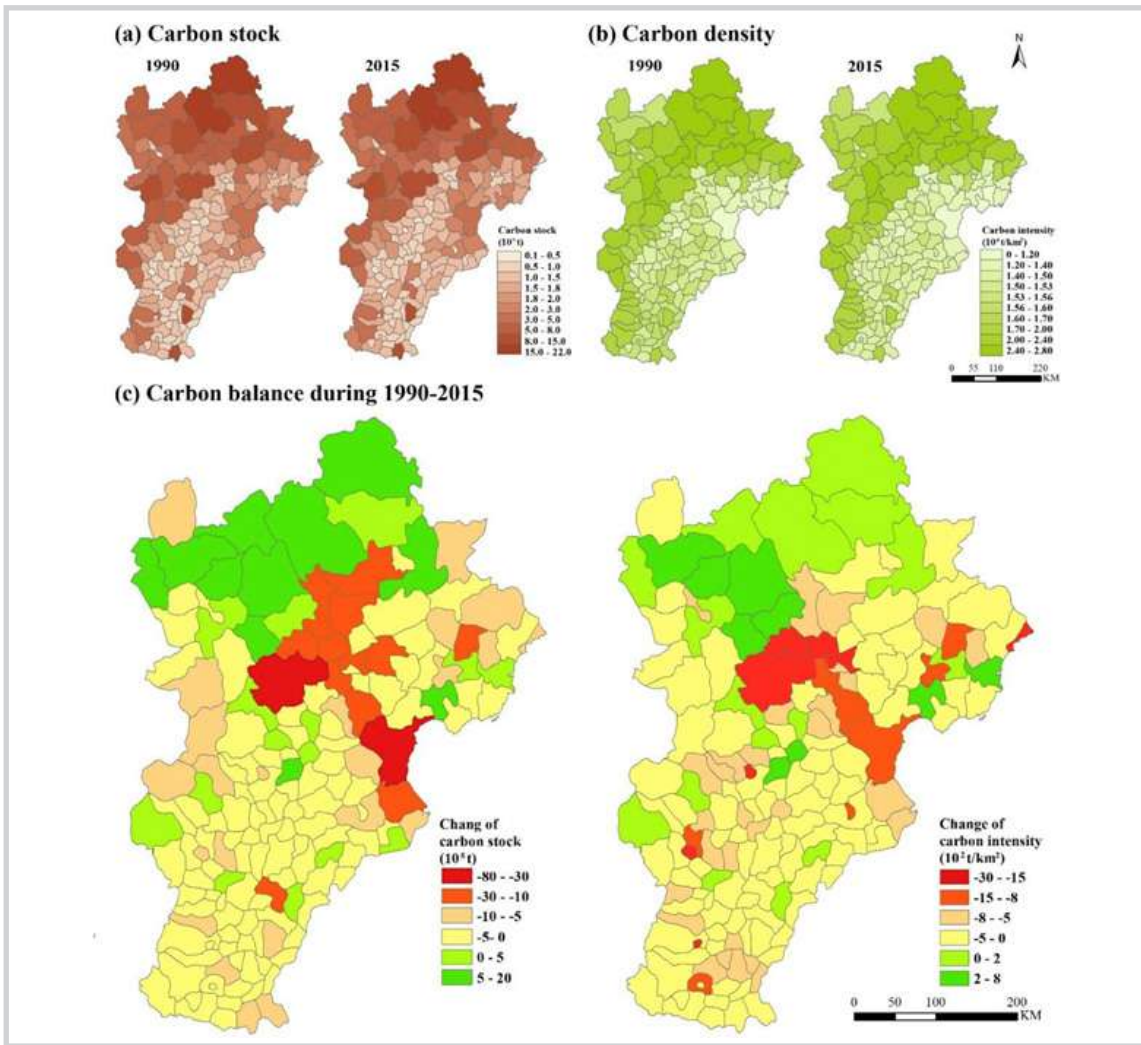 (a) Carbon stock
(b) Carbon density
N
1990
2015
1990
2015
Carbon stock
0.1 - 0.5
0.5 - 1.0
1.0 - 1.5
1.5 - 1.8
1.8 - 2.0
2.0 - 3.0
3.0 - 5.0
5.0 - 8.0
8.0 - 15.0
15.0 - 22.0
Carbon intensity
0 - 1.20
1.20 - 1.40
1.40 - 1.50
1.50 - 1.53
1.53 - 1.56
1.56 - 1.60
1.60 - 1.70
1.70 - 2.00
2.00 - 2.40
2.40 - 2.80
0 55 110 220
KM
(c) Carbon balance during 1990-2015
Chang of
carbon stock
(10⁸t)
-80 - -30
-30 - -10
-10 - -5
-5- 0
0 - 5
5 - 20
Change of
carbon intensity
(10²t/km²)
-30 - -15
-15 - -8
-8 - -5
-5 - 0
0 - 2
2 - 8
0 50 100 200
KM